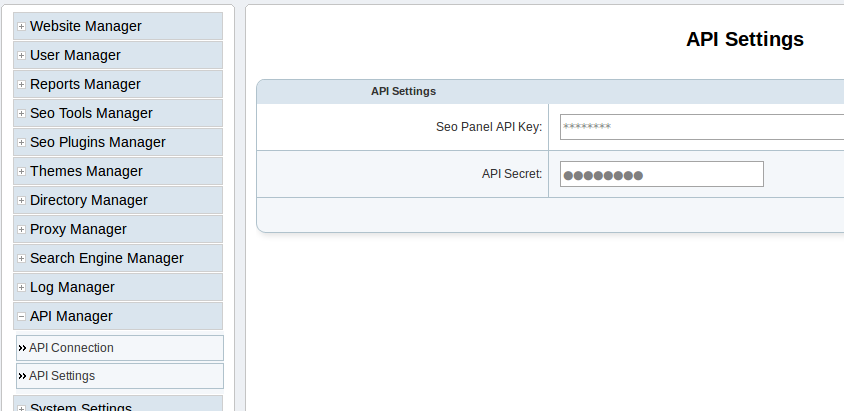 Website Manager
User Manager
Reports Manager
Seo Tools Manager
Seo Plugins Manager
Themes Manager
Directory Manager
Proxy Manager
Search Engine Manager
Log Manager
API Manager
API Connection
API Settings
System Settings
API Settings
API Settings
Seo Panel API Key: ********
API Secret: ●●●●●●●●